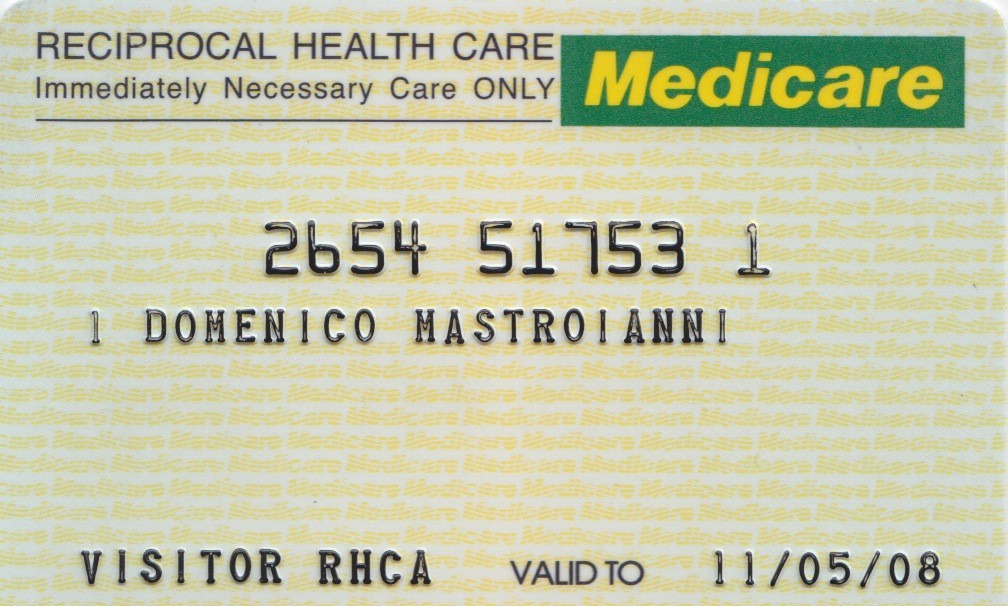 RECIPROCAL HEALTH CARE
Immediately Necessary Care ONLY
Medicare
2654 51753 1
1 DOMENICO MASTROIANNI
VISITOR RHCA VALID TO 11/05/08